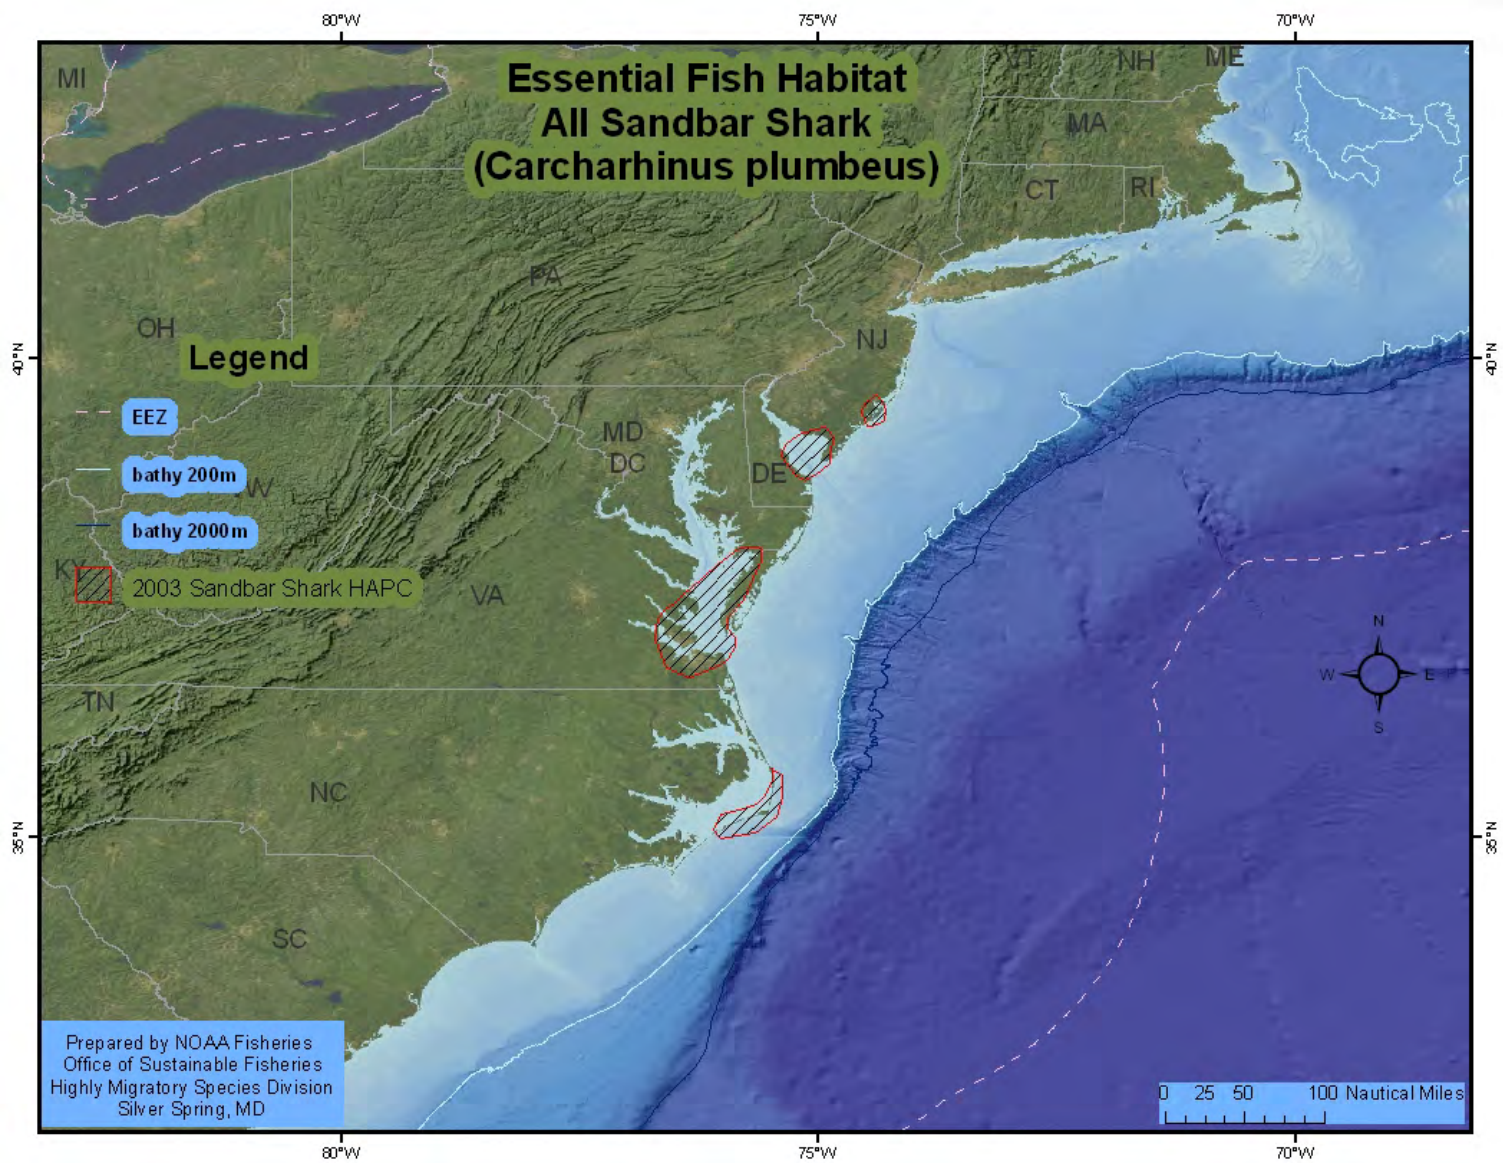 80°W 75°W 70°W
MI
Essential Fish Habitat
All Sandbar Shark
(Carcharhinus plumbeus)
VT NH ME
MA
CT RI
PA
OH
NJ
40°N
40°N
Legend
EEZ
bathy 200m
bathy 2000m
2003 Sandbar Shark HAPC
MD
DC
DE
KY
VA
TN
NC
SC
N
W E
S
35°N
35°N
Prepared by NOAA Fisheries
Office of Sustainable Fisheries
Highly Migratory Species Division
Silver Spring, MD
0 25 50 100 Nautical Miles
80°W 75°W 70°W